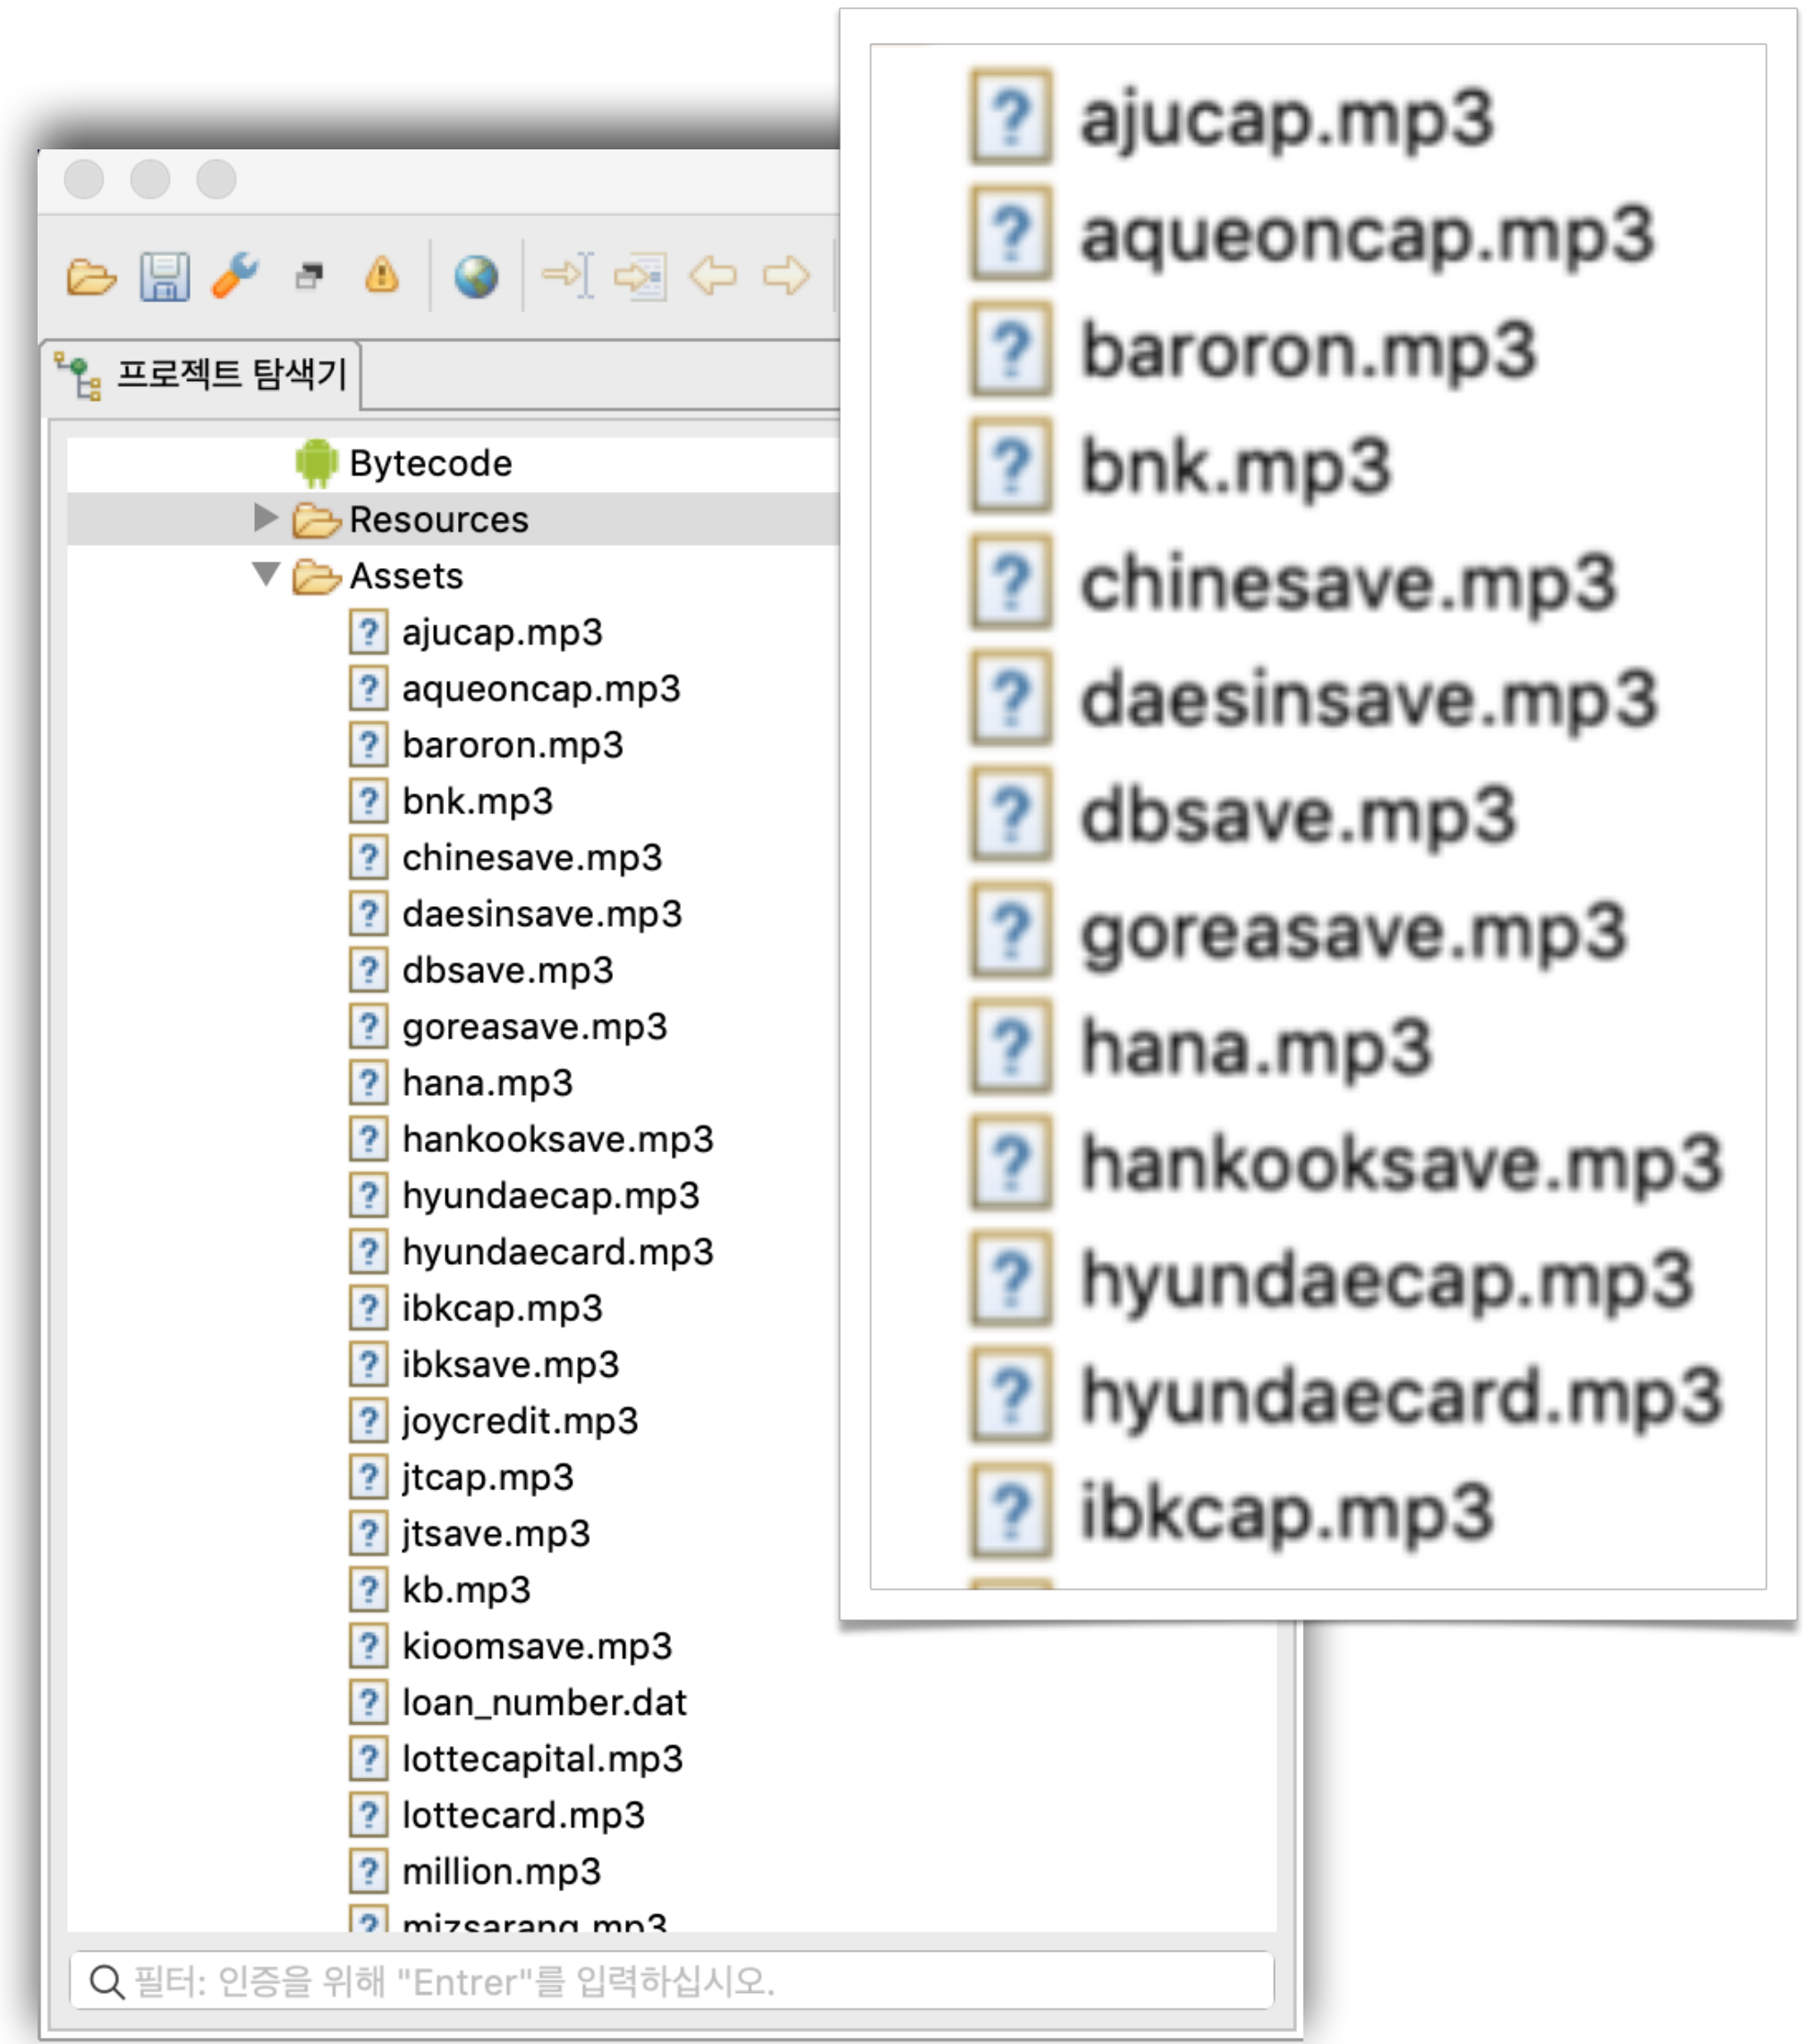 프로젝트 탐색기
Bytecode
Resources
Assets
ajucap.mp3
aqueoncap.mp3
baroron.mp3
bnk.mp3
chinesave.mp3
daesinsave.mp3
dbsave.mp3
goreasave.mp3
hana.mp3
hankooksave.mp3
hyundaecap.mp3
hyundaecard.mp3
ibkcap.mp3
ibksave.mp3
joycredit.mp3
jtcap.mp3
jtsave.mp3
kb.mp3
kioomsave.mp3
loan_number.dat
lottecapital.mp3
lottecard.mp3
million.mp3
mizsarang.mp3
필터: 인증을 위해 "Entrer"를 입력하십시오.
ajucap.mp3
aqueoncap.mp3
baroron.mp3
bnk.mp3
chinesave.mp3
daesinsave.mp3
dbsave.mp3
goreasave.mp3
hana.mp3
hankooksave.mp3
hyundaecap.mp3
hyundaecard.mp3
ibkcap.mp3